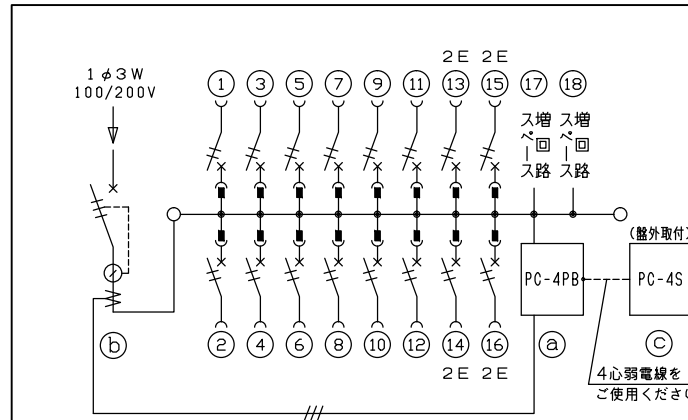 1φ3W
100/200V
2E 2E
1 3 5 7 9 11 13 15 17 18
増回路スペース
増回路スペース
(盤外取付)
PC-4PB
PC-4S
b
2 4 6 8 10 12 14 16 a c
2E 2E
4心弱電線を
ご使用ください